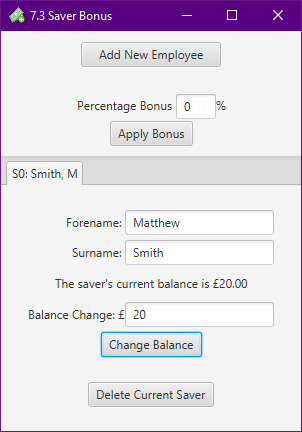 7.3 Saver Bonus
Add New Employee
Percentage Bonus 0 %
Apply Bonus
S0: Smith, M
Forename: Matthew
Surname: Smith
The saver's current balance is £20.00
Balance Change: £ 20
Change Balance
Delete Current Saver